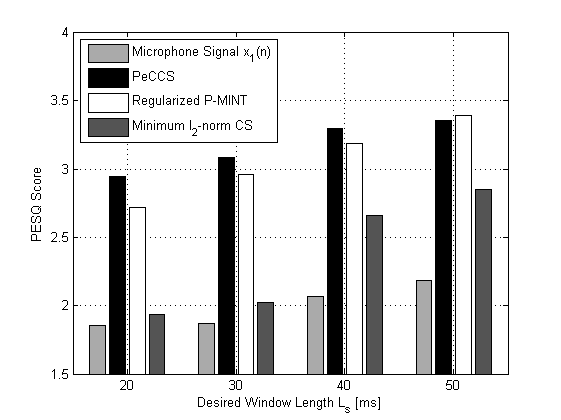 4
3.5
3
2.5
2
1.5
PESQ Score
Microphone Signal x₁(n)
PeCCS
Regularized P-MINT
Minimum l₂-norm CS
20 30 40 50
Desired Window Length Lₛ [ms]